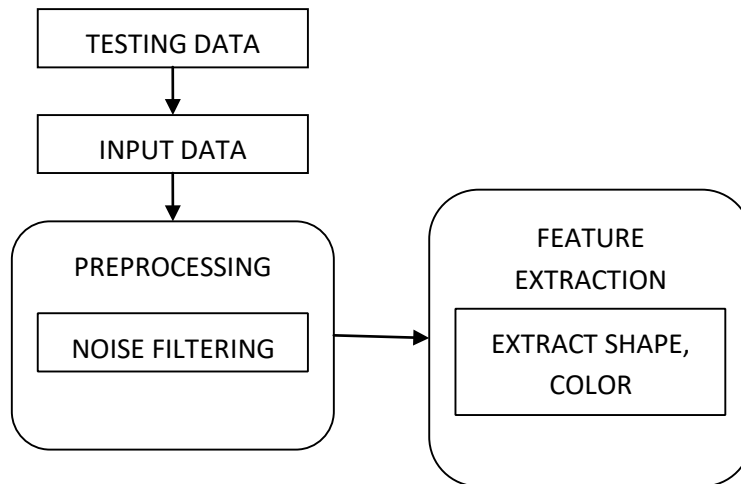 TESTING DATA
INPUT DATA
PREPROCESSING
NOISE FILTERING
FEATURE
EXTRACTION
EXTRACT SHAPE,
COLOR